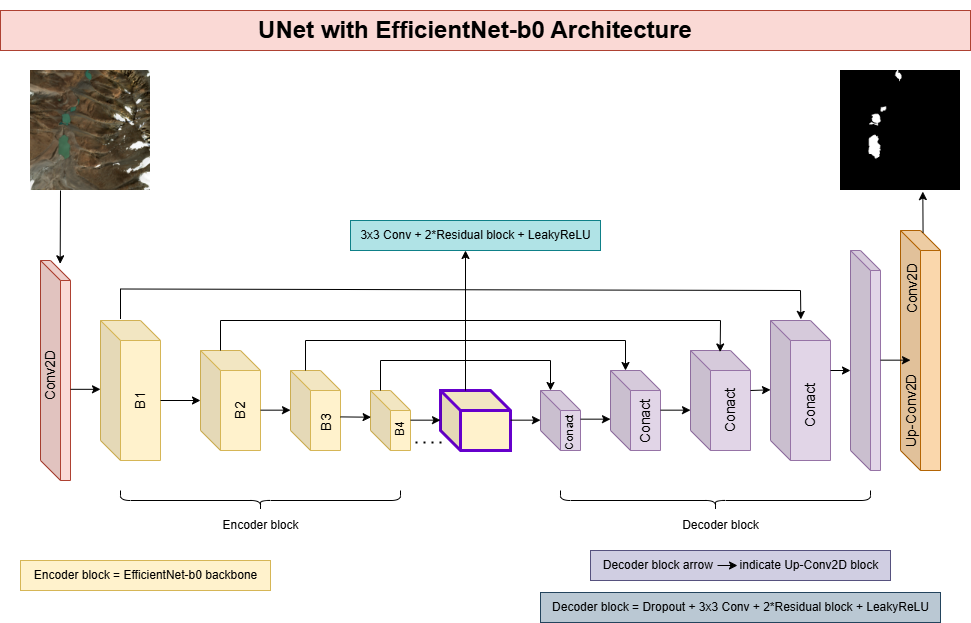 UNet with EfficientNet-b0 Architecture
3x3 Conv + 2*Residual block + LeakyReLU
Conv2D
B1
B2
B3
B4
....
Conact
Conact
Conact
Conact
Up-Conv2D
Conv2D
Encoder block
Decoder block
Encoder block = EfficientNet-b0 backbone
Decoder block arrow → indicate Up-Conv2D block
Decoder block = Dropout + 3x3 Conv + 2*Residual block + LeakyReLU